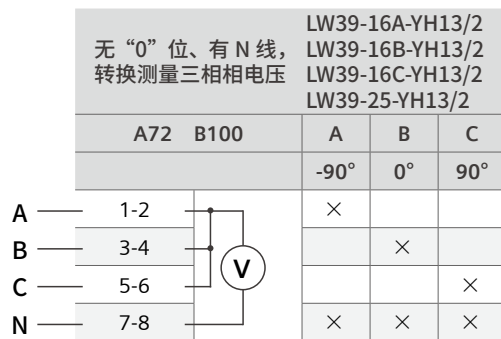 无“0”位、有 N 线，
转换测量三相相电压
LW39-16A-YH13/2
LW39-16B-YH13/2
LW39-16C-YH13/2
LW39-25-YH13/2
A72 B100 A B C
-90° 0° 90°
A 1-2 ×
B 3-4 ×
V
C 5-6 ×
N 7-8 × × ×